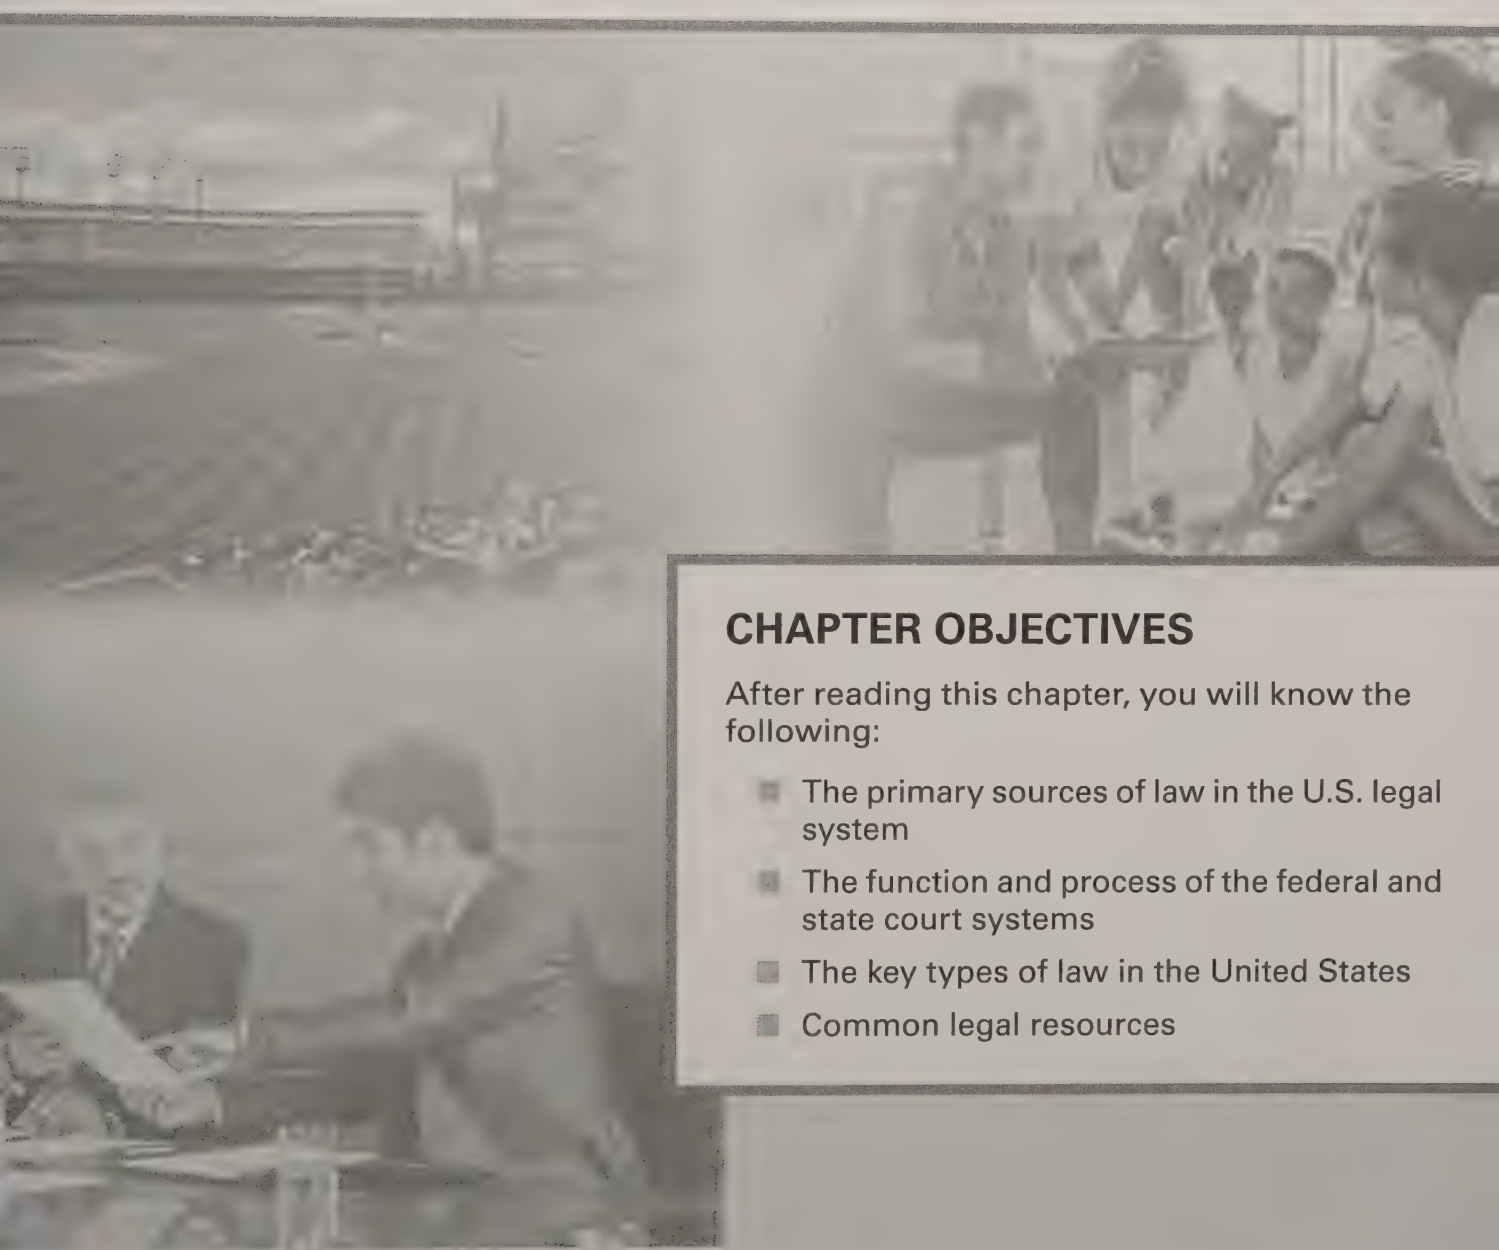 CHAPTER OBJECTIVES
After reading this chapter, you will know the
following:
The primary sources of law in the U.S. legal
system
The function and process of the federal and
state court systems
The key types of law in the United States
Common legal resources